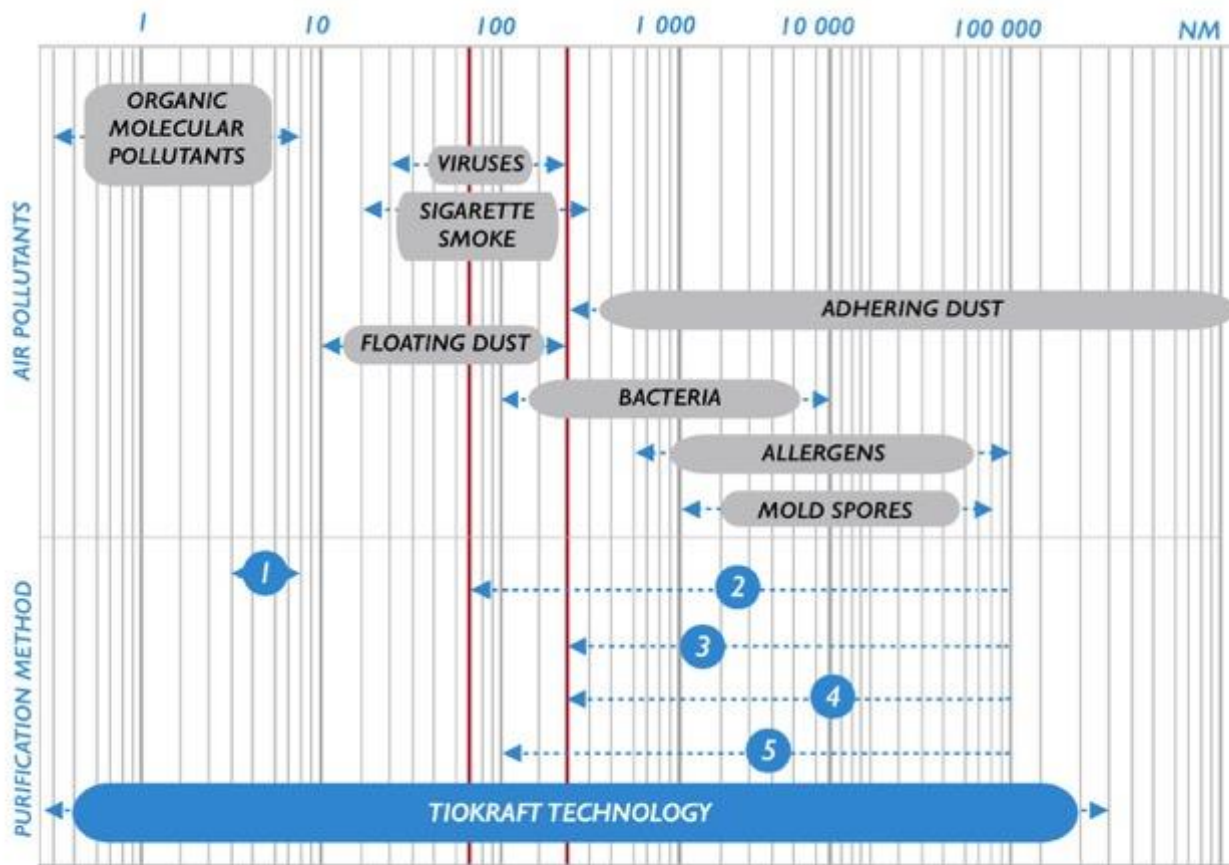 1 10 100 1 000 10 000 100 000 NM
AIR POLLUTANTS
ORGANIC
MOLECULAR
POLLUTANTS
VIRUSES
SIGARETTE
SMOKE
ADHERING DUST
FLOATING DUST
BACTERIA
ALLERGENS
MOLD SPORES
PURIFICATION METHOD
1
2
3
4
5
TIOKRAFT TECHNOLOGY